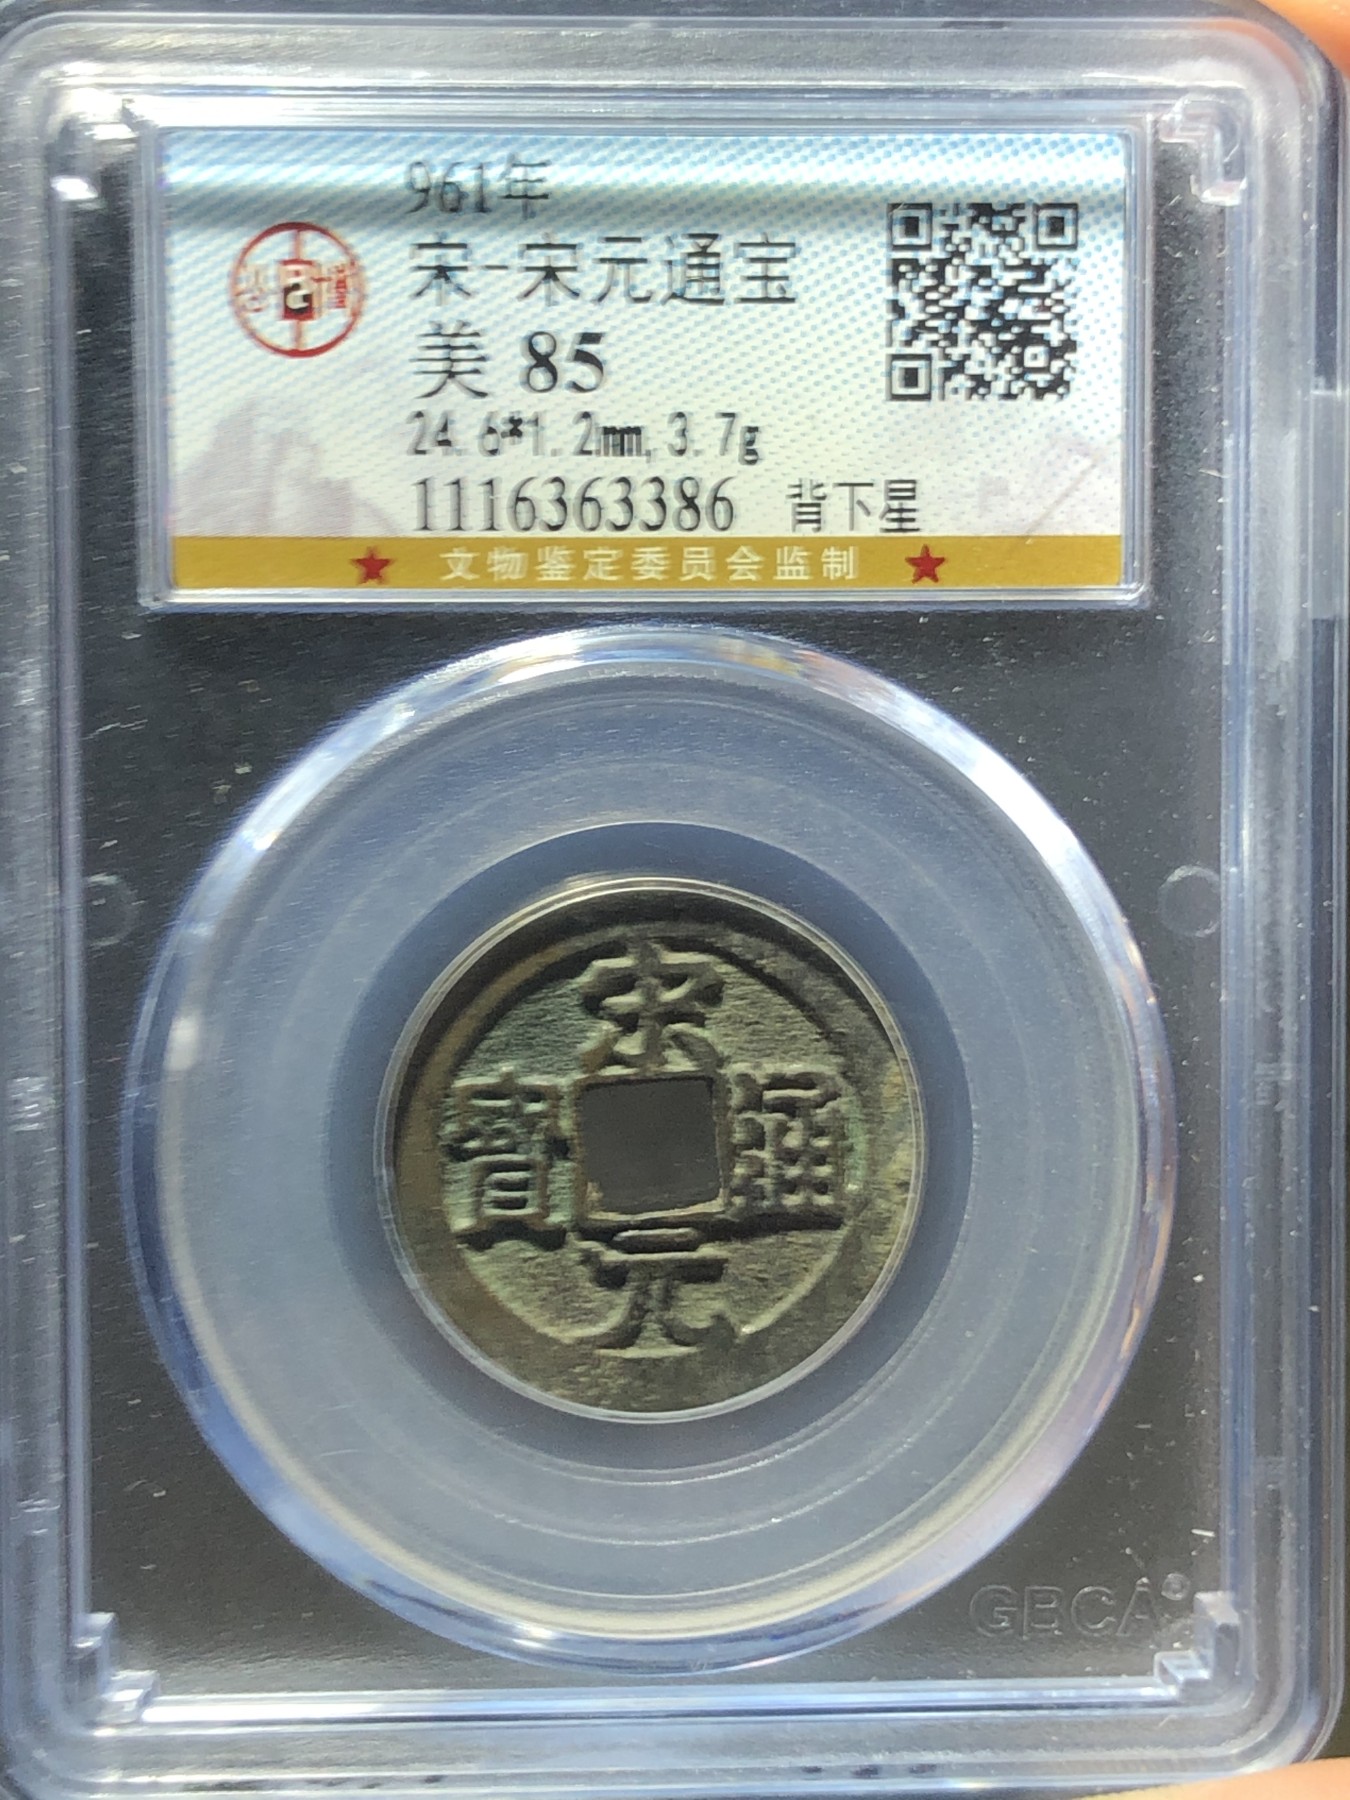 961年
宋-宋元通宝
美 85
24.6*1.2mm,3.7g
1116363386 背下星
★ 文物鉴定委员会监制 ★
宋
寶 通
元
GBCA®